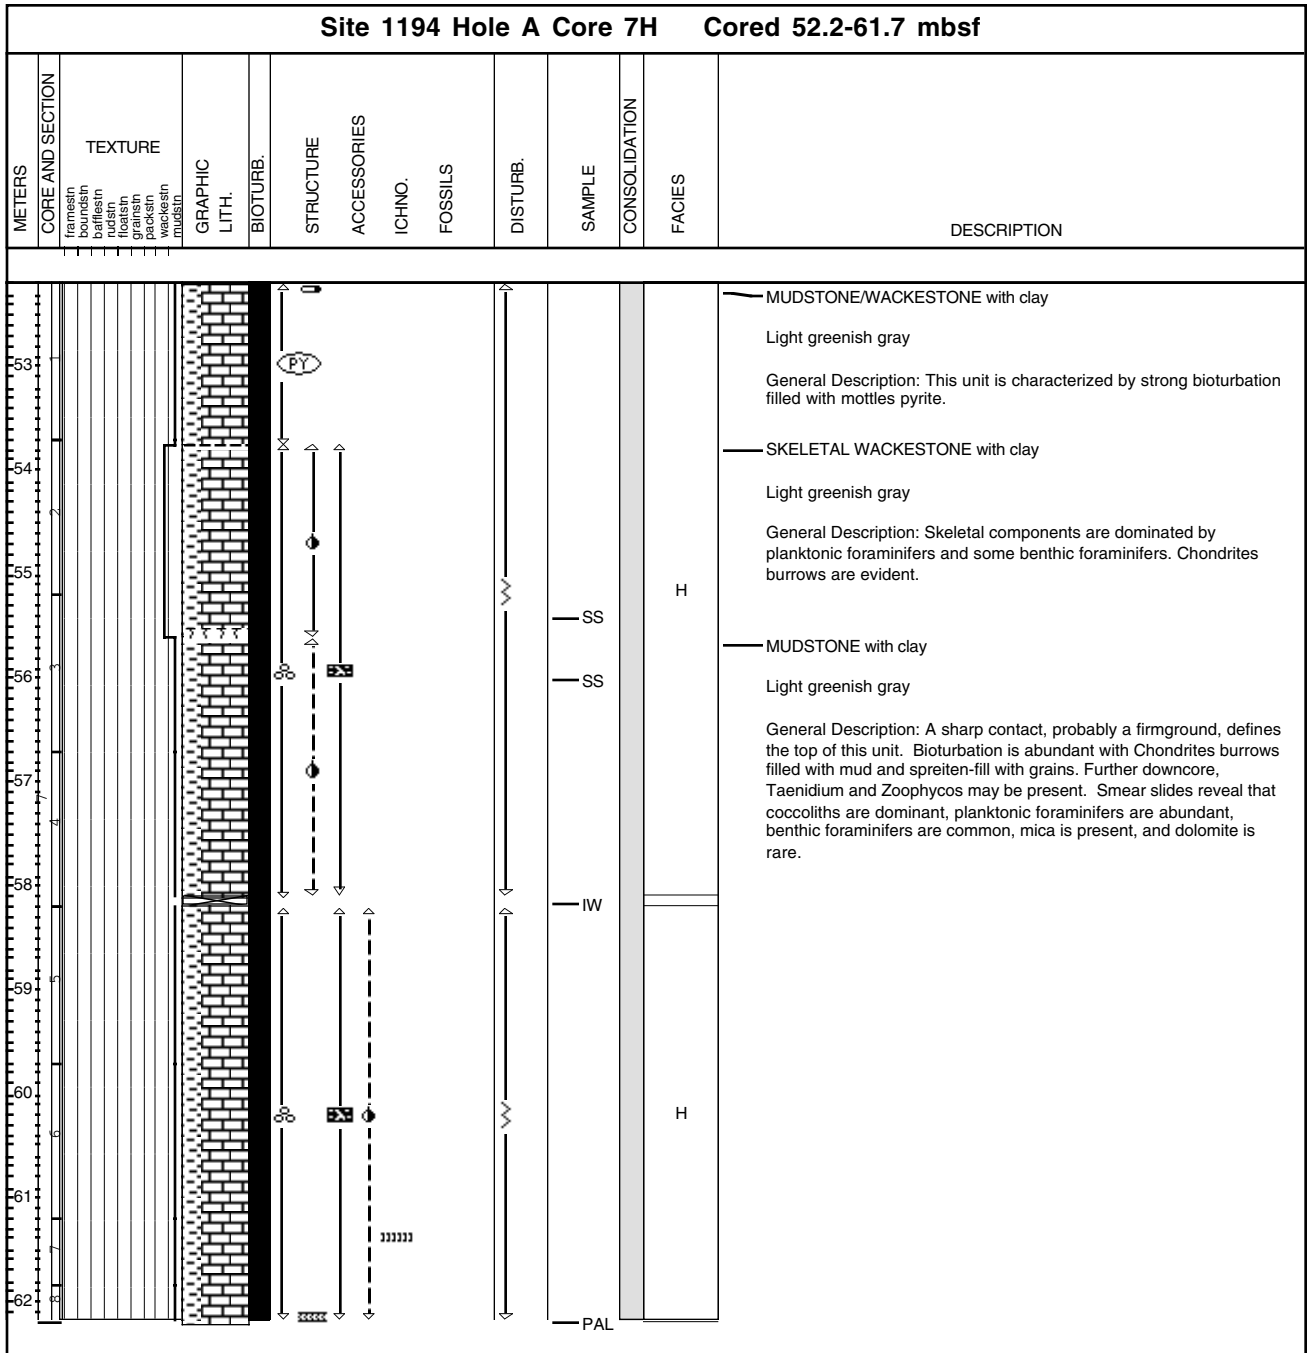 Site 1194 Hole A Core 7H Cored 52.2-61.7 mbsf
METERS
CORE AND SECTION
TEXTURE
framestn
boundstn
bafflestn
rudstn
floatstn
grainstn
packstn
wackestn
mudstn
GRAPHIC
LITH.
BIOTURB.
STRUCTURE
ACCESSORIES
ICHNO.
FOSSILS
DISTURB.
SAMPLE
CONSOLIDATION
FACIES
DESCRIPTION
MUDSTONE/WACKESTONE with clay
Light greenish gray
53
1
PY
General Description: This unit is characterized by strong bioturbation
filled with mottles pyrite.
SKELETAL WACKESTONE with clay
54
Light greenish gray
2
General Description: Skeletal components are dominated by
planktonic foraminifers and some benthic foraminifers. Chondrites
burrows are evident.
55
H
SS
MUDSTONE with clay
56
3
SS
Light greenish gray
General Description: A sharp contact, probably a firmground, defines
the top of this unit. Bioturbation is abundant with Chondrites burrows
filled with mud and spreiten-fill with grains. Further downcore,
Taenidium and Zoophycos may be present. Smear slides reveal that
coccoliths are dominant, planktonic foraminifers are abundant,
benthic foraminifers are common, mica is present, and dolomite is
rare.
57
7
4
58
IW
5
59
60
H
6
61
7
62
8
PAL